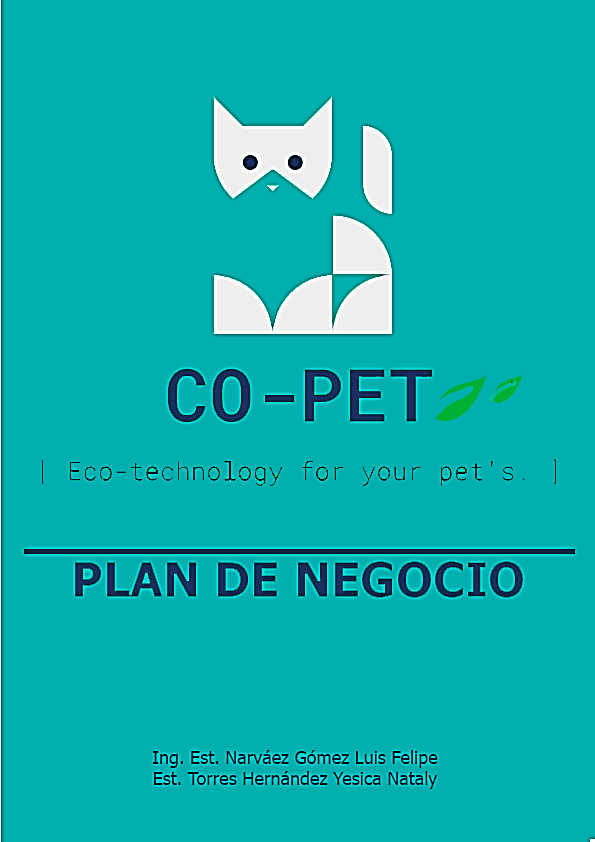 CO-PET
[ Eco-technology for your pet's. ]
PLAN DE NEGOCIO
Ing. Est. Narváez Gómez Luis Felipe
Est. Torres Hernández Yesica Nataly